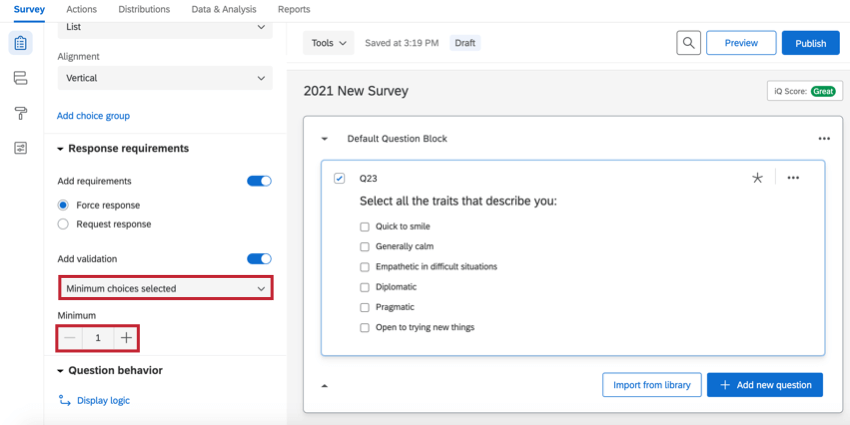 Survey Actions Distributions Data & Analysis Reports
List
Alignment
Vertical
Add choice group
Response requirements
Add requirements
Force response
Request response
Add validation
Minimum choices selected
Minimum
1
Question behavior
Display logic
Tools Saved at 3:19 PM Draft Preview Publish
2021 New Survey iQ Score: Great
Default Question Block
Q23
Select all the traits that describe you:
Quick to smile
Generally calm
Empathetic in difficult situations
Diplomatic
Pragmatic
Open to trying new things
Import from library + Add new question